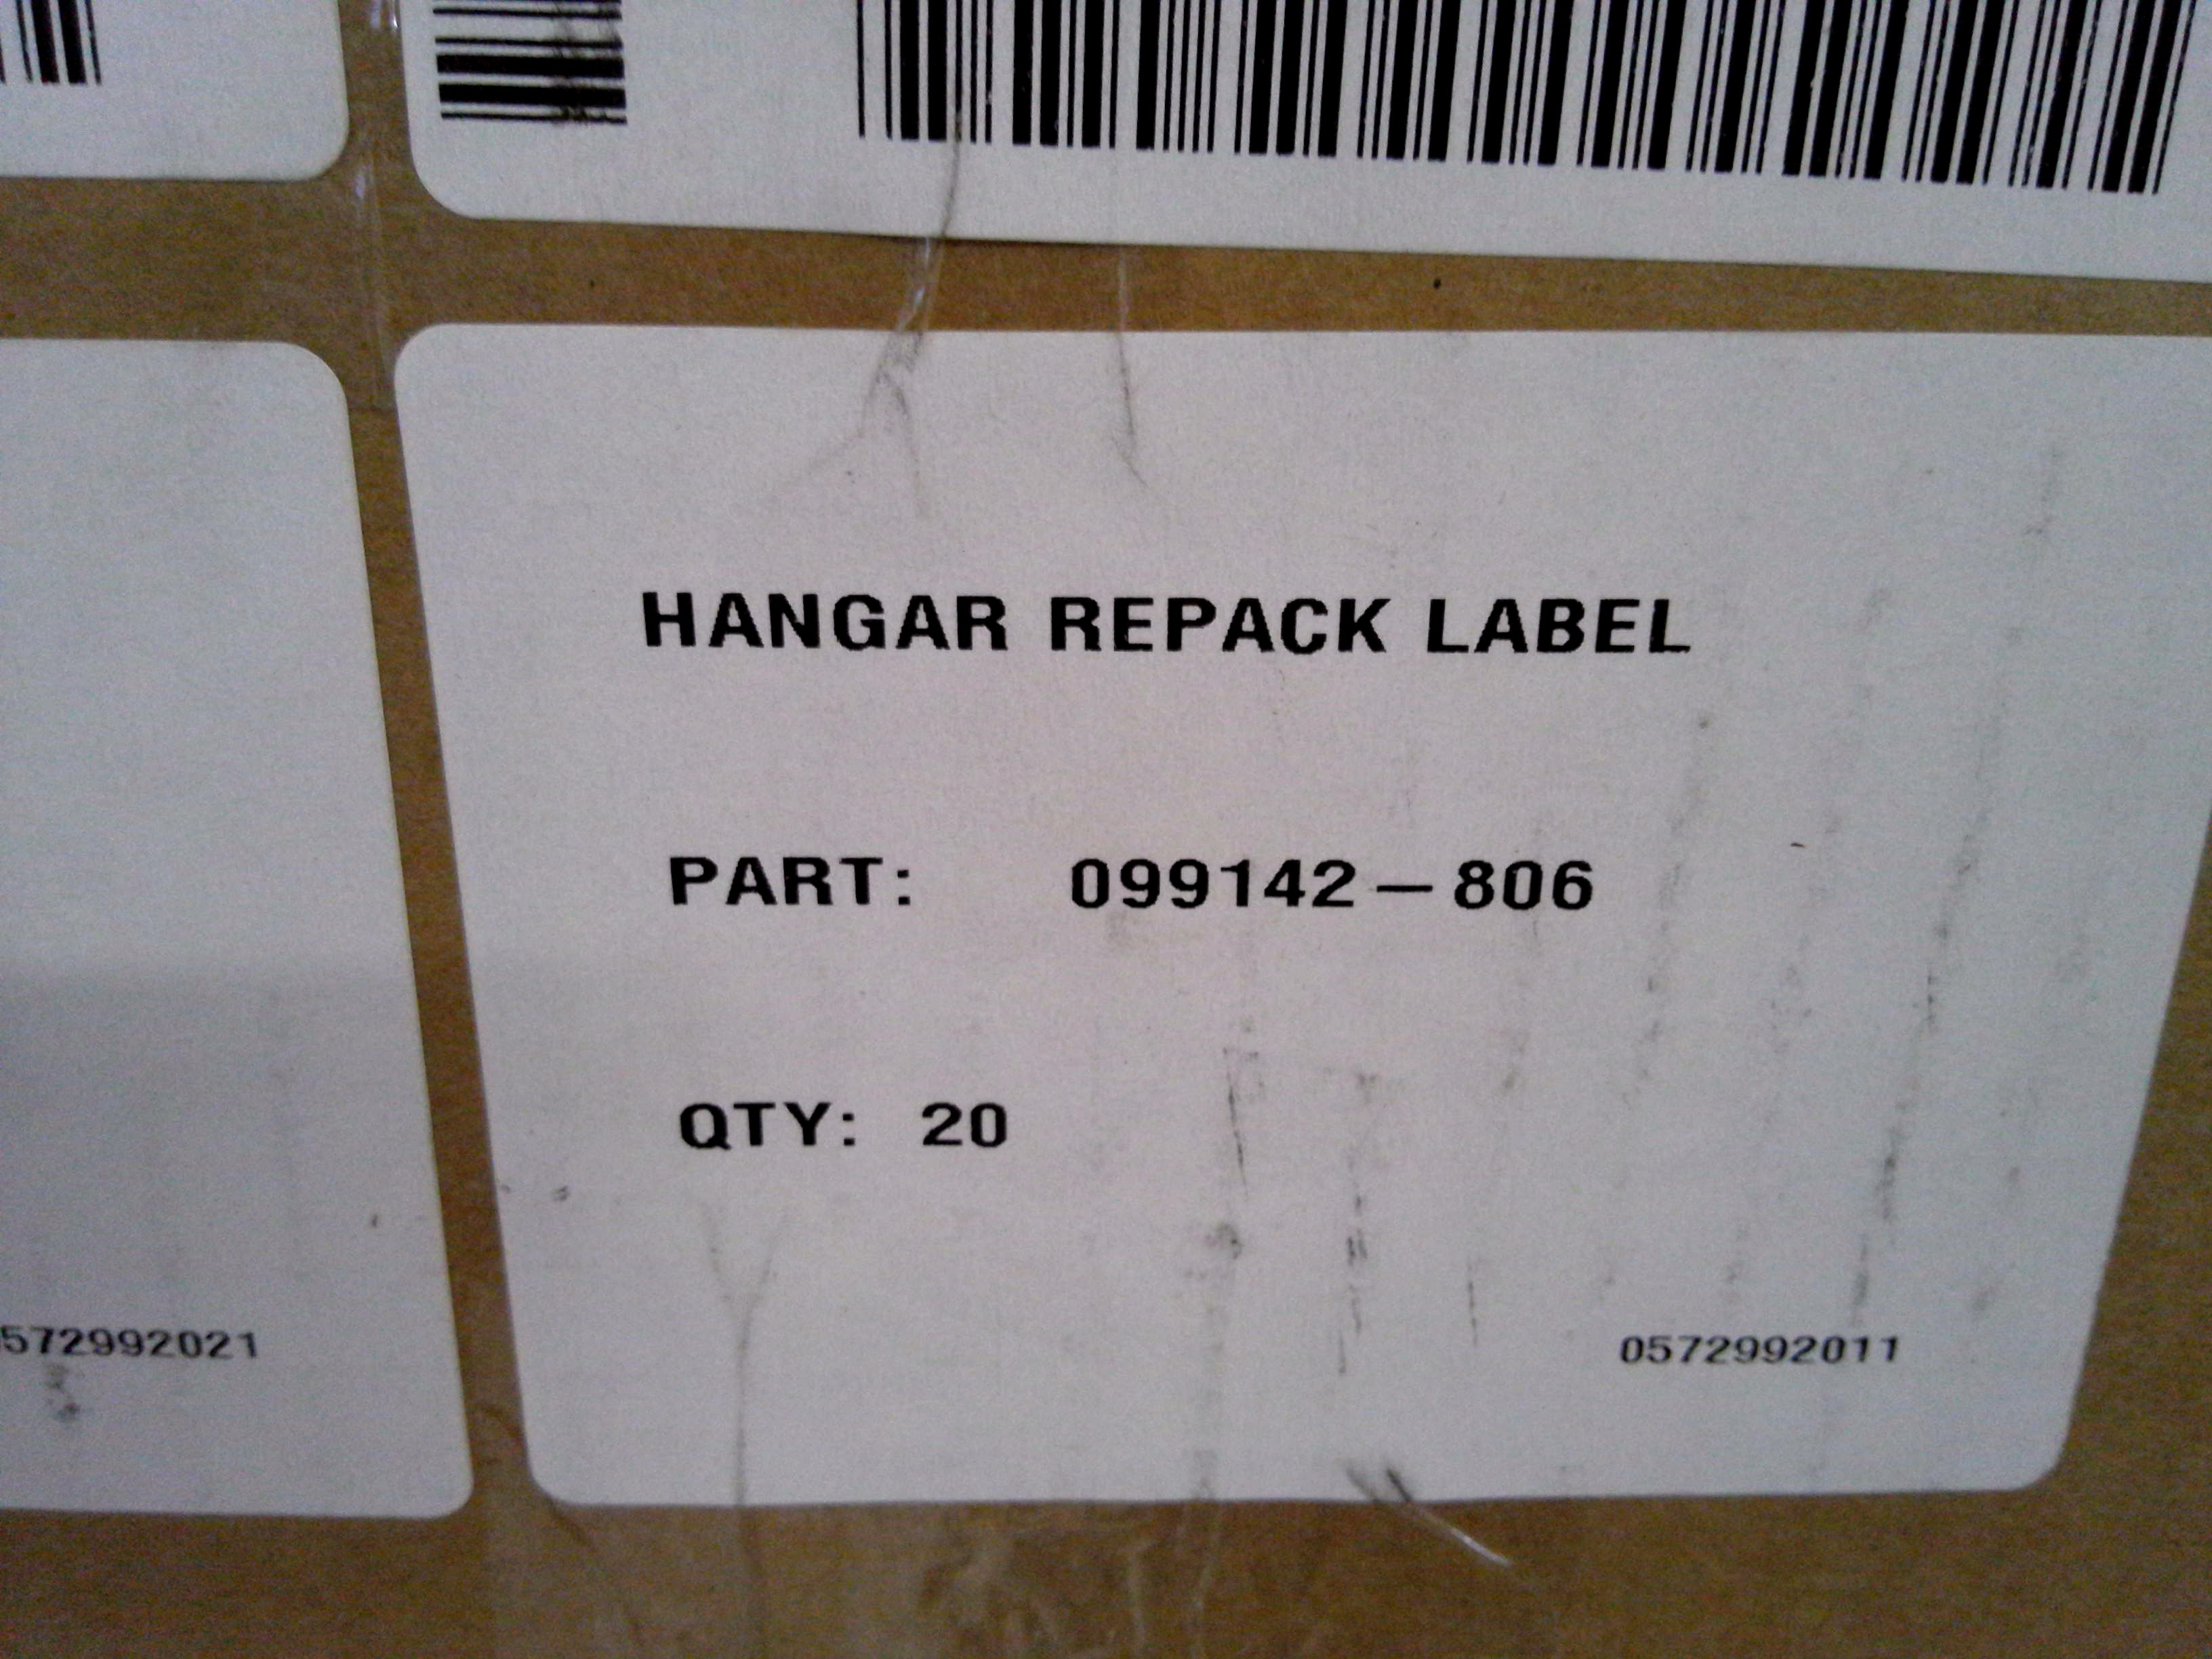 HANGAR REPACK LABEL
PART: 099142-806
QTY: 20
572992021
0572992011